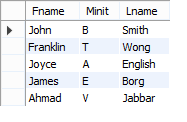 Fname Minit Lname
John B Smith
Franklin T Wong
Joyce A English
James E Borg
Ahmad V Jabbar